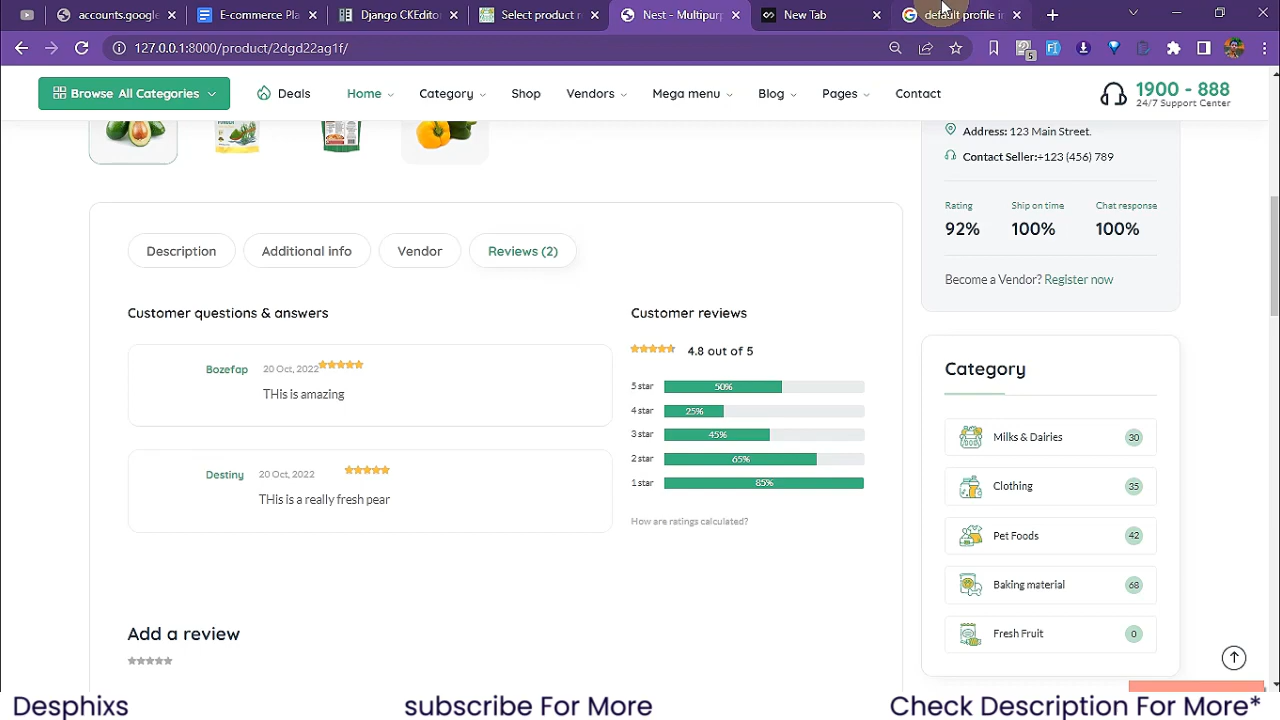 accounts.google.
E-commerce Pla
Django CKEdito
Select product r
Nest - Multipurp
New Tab
default profile in
127.0.0.1:8000/product/2dgd22ag1f/
5
Browse All Categories
Deals
Home
Category
Shop
Vendors
Mega menu
Blog
Pages
Contact
1900 - 888
24/7 Support Center
Address: 123 Main Street.
Contact Seller:+123 (456) 789
Rating Ship on time Chat response
92% 100% 100%
Become a Vendor? Register now
Description
Additional info
Vendor
Reviews (2)
Customer questions & answers
Bozefap 20 Oct, 2022
THis is amazing
Destiny 20 Oct, 2022
THis is a really fresh pear
Customer reviews
4.8 out of 5
5 star 50%
4 star 25%
3 star 45%
2 star 65%
1 star 85%
How are ratings calculated?
Category
Milks & Dairies 30
Clothing 35
Pet Foods 42
Baking material 68
Fresh Fruit 0
Add a review
Desphixs
subscribe For More
Check Description For More*